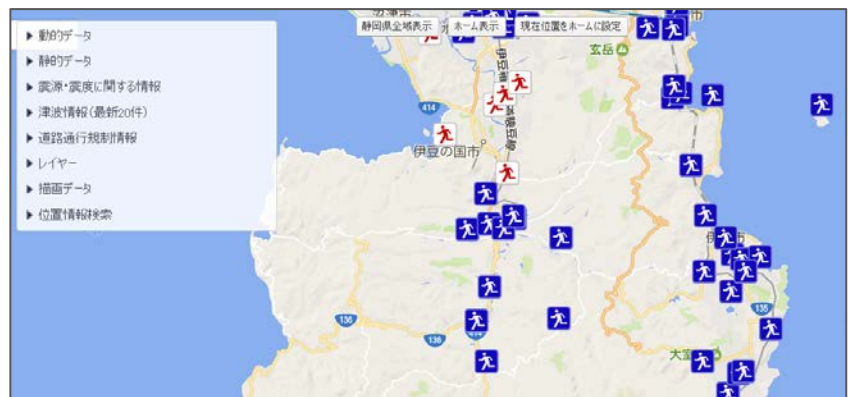 沼津市
静岡県全域表示
ホーム表示
現在位置をホームに設定
▶ 動的データ
▶ 静的データ
▶ 震源・震度に関する情報
▶ 津波情報(最新20件)
▶ 道路通行規制情報
▶ レイヤー
▶ 描画データ
▶ 位置情報検索
玄岳
414
伊豆の国市
136
136
135